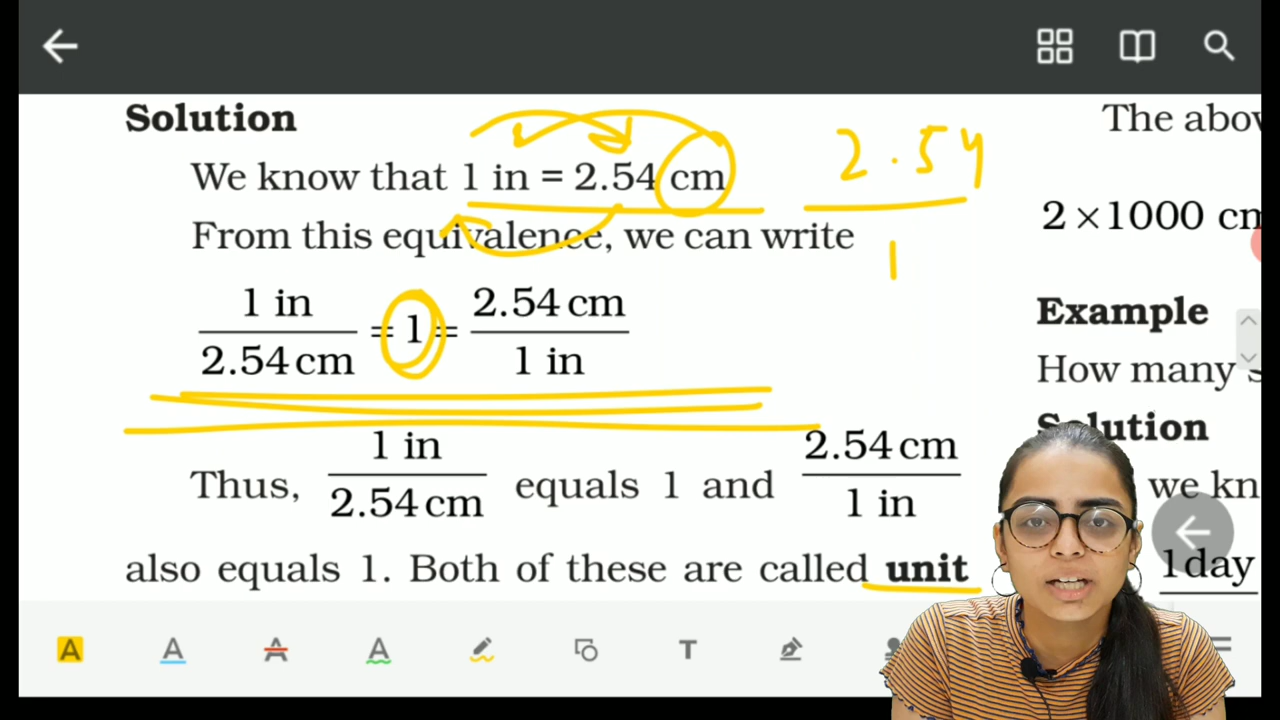 Solution
We know that 1 in = 2.54 cm
2.54
1
From this equivalence, we can write
1 in
2.54 cm
= 1 =
2.54 cm
1 in
Thus,
1 in
2.54 cm
equals 1 and
2.54 cm
1 in
also equals 1. Both of these are called unit
The
2 × 1000
Example
How many
Solution
we
1 day
A
A
A
A
T